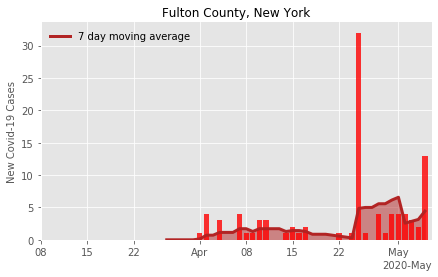 Fulton County, New York
7 day moving average
New Covid-19 Cases
30
25
20
15
10
5
0
08 15 22 Apr 08 15 22 May
2020-May